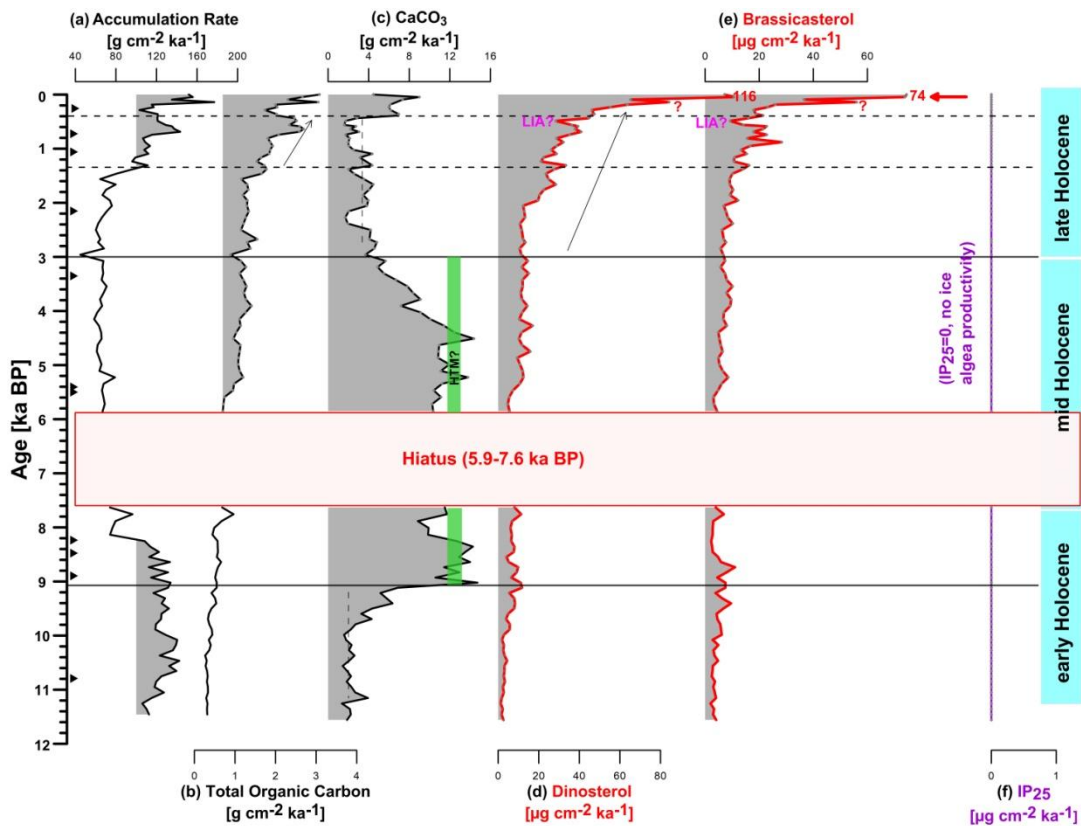 (a) Accumulation Rate
[g cm-2 ka-1]
(c) CaCO3
[g cm-2 ka-1]
(e) Brassicasterol
[µg cm-2 ka-1]
40 80 120 160 200
0 4 8 12 16
0 20 40 60
Age [ka BP]
0
1
2
3
4
5
6
7
8
9
10
11
12
116
74
?
?
LIA?
LIA?
HTM?
(IP25=0, no ice
algea productivity)
Hiatus (5.9-7.6 ka BP)
late Holocene
mid Holocene
early Holocene
0 1 2 3 4
0 20 40 60 80
0 1
(b) Total Organic Carbon
[g cm-2 ka-1]
(d) Dinosterol
[µg cm-2 ka-1]
(f) IP25
[µg cm-2 ka-1]